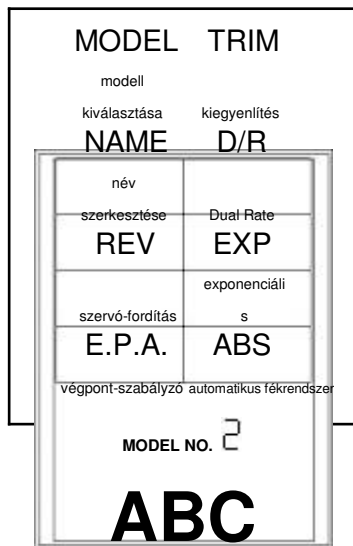 MODEL TRIM
modell
kiválasztása kiegyenlítés
NAME D/R
név
szerkesztése Dual Rate
REV EXP
exponenciáli
szervó-fordítás s
E.P.A. ABS
végpont-szabályzó automatikus fékrendszer
MODEL NO. 2
ABC